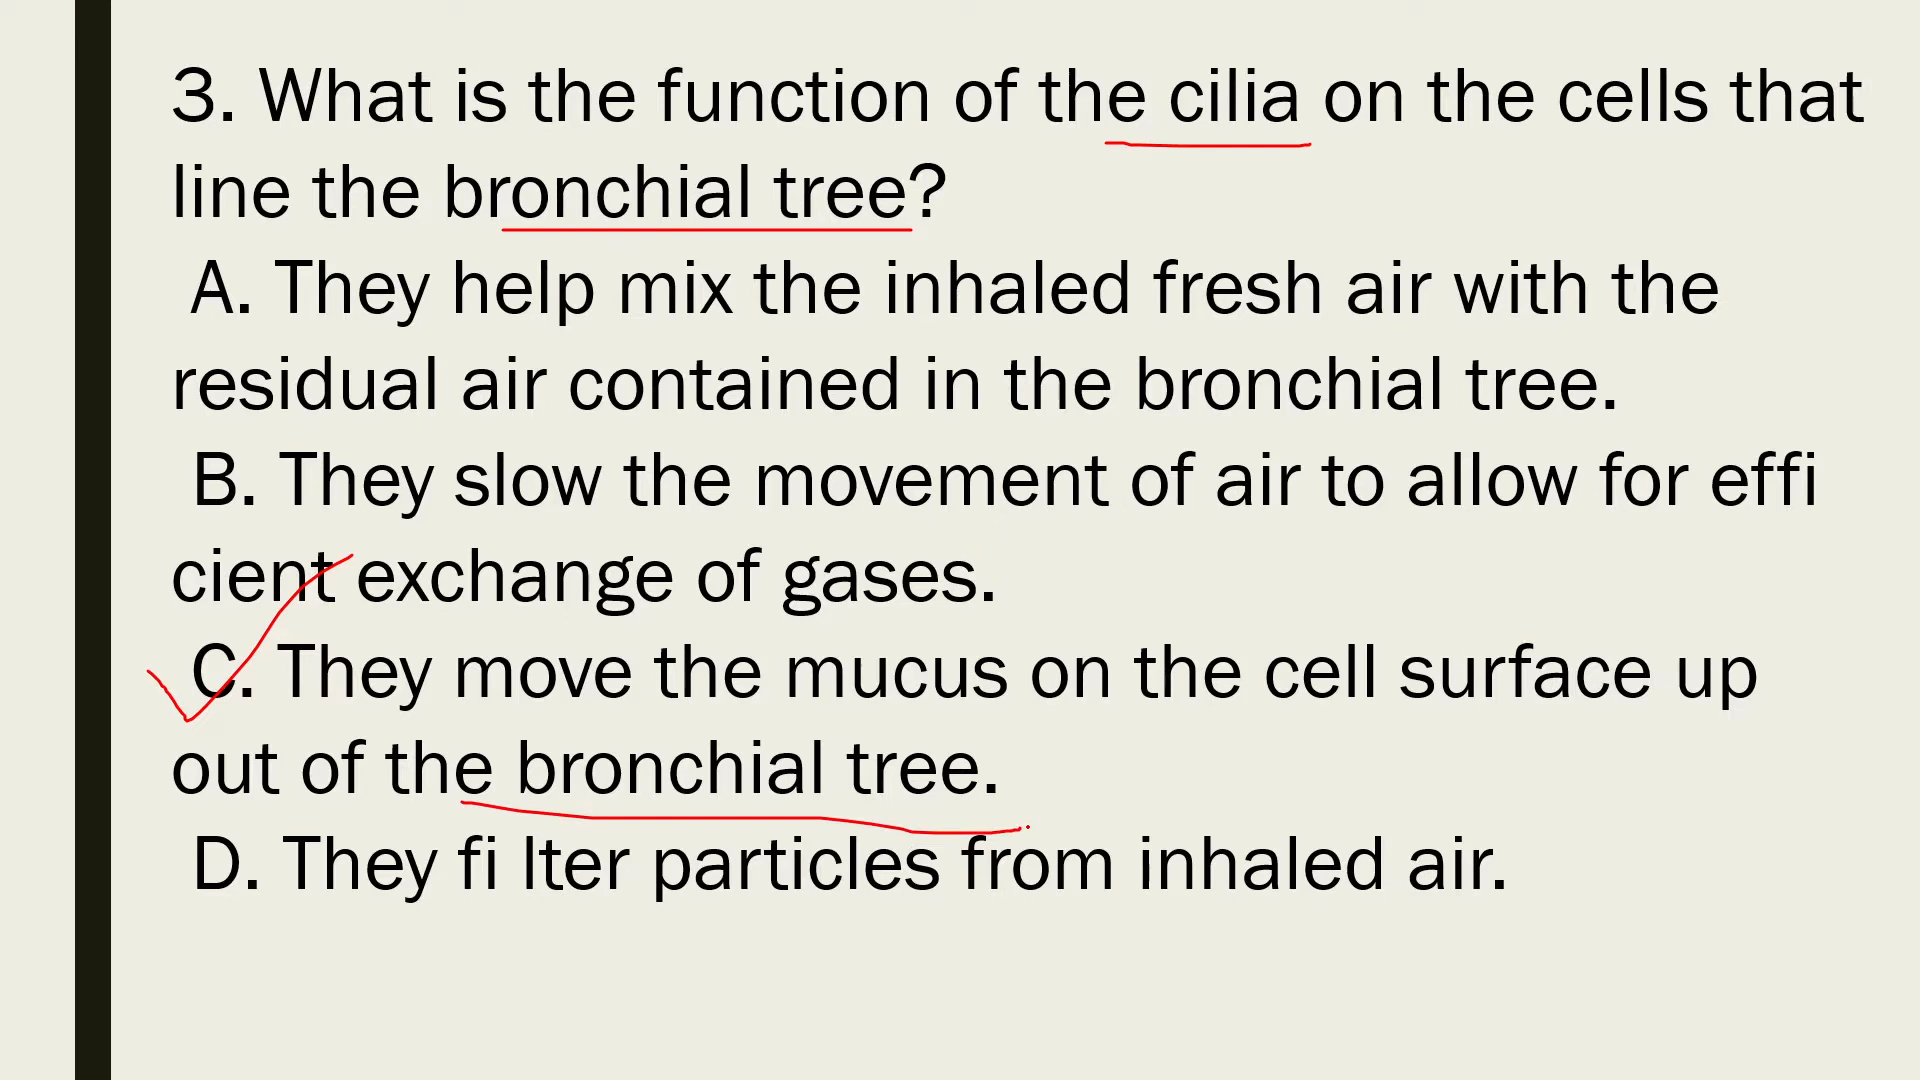 3. What is the function of the cilia on the cells that
line the bronchial tree?
A. They help mix the inhaled fresh air with the
residual air contained in the bronchial tree.
B. They slow the movement of air to allow for effi
cient exchange of gases.
C. They move the mucus on the cell surface up
out of the bronchial tree.
D. They fi lter particles from inhaled air.